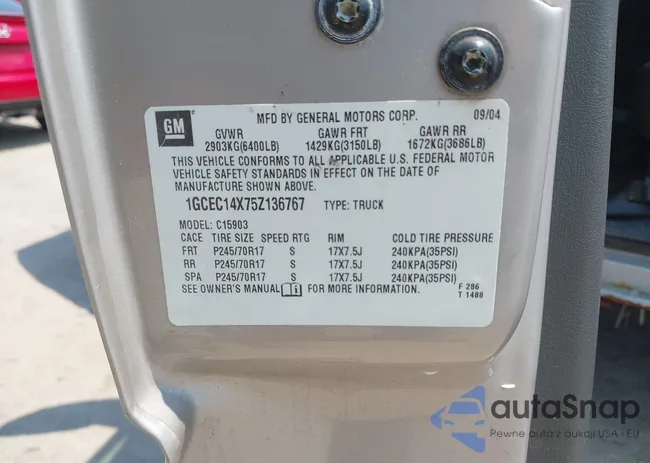 GM
MFD BY GENERAL MOTORS CORP. 09/04
GVWR GAWR FRT GAWR RR
2903KG(6400LB) 1429KG(3150LB) 1672KG(3686LB)
THIS VEHICLE CONFORMS TO ALL APPLICABLE U.S. FEDERAL MOTOR
VEHICLE SAFETY STANDARDS IN EFFECT ON THE DATE OF
MANUFACTURE SHOWN ABOVE.
1GCEC14X75Z136767 TYPE: TRUCK
MODEL: C15903
CACE TIRE SIZE SPEED RTG RIM COLD TIRE PRESSURE
FRT P245/70R17 S 17X7.5J 240KPA(35PSI)
RR P245/70R17 S 17X7.5J 240KPA(35PSI)
SPA P245/70R17 S 17X7.5J 240KPA(35PSI)
SEE OWNER'S MANUAL FOR MORE INFORMATION.
F 286
T 1488
autaSnap
Pewne auta z aukcji USA i EU